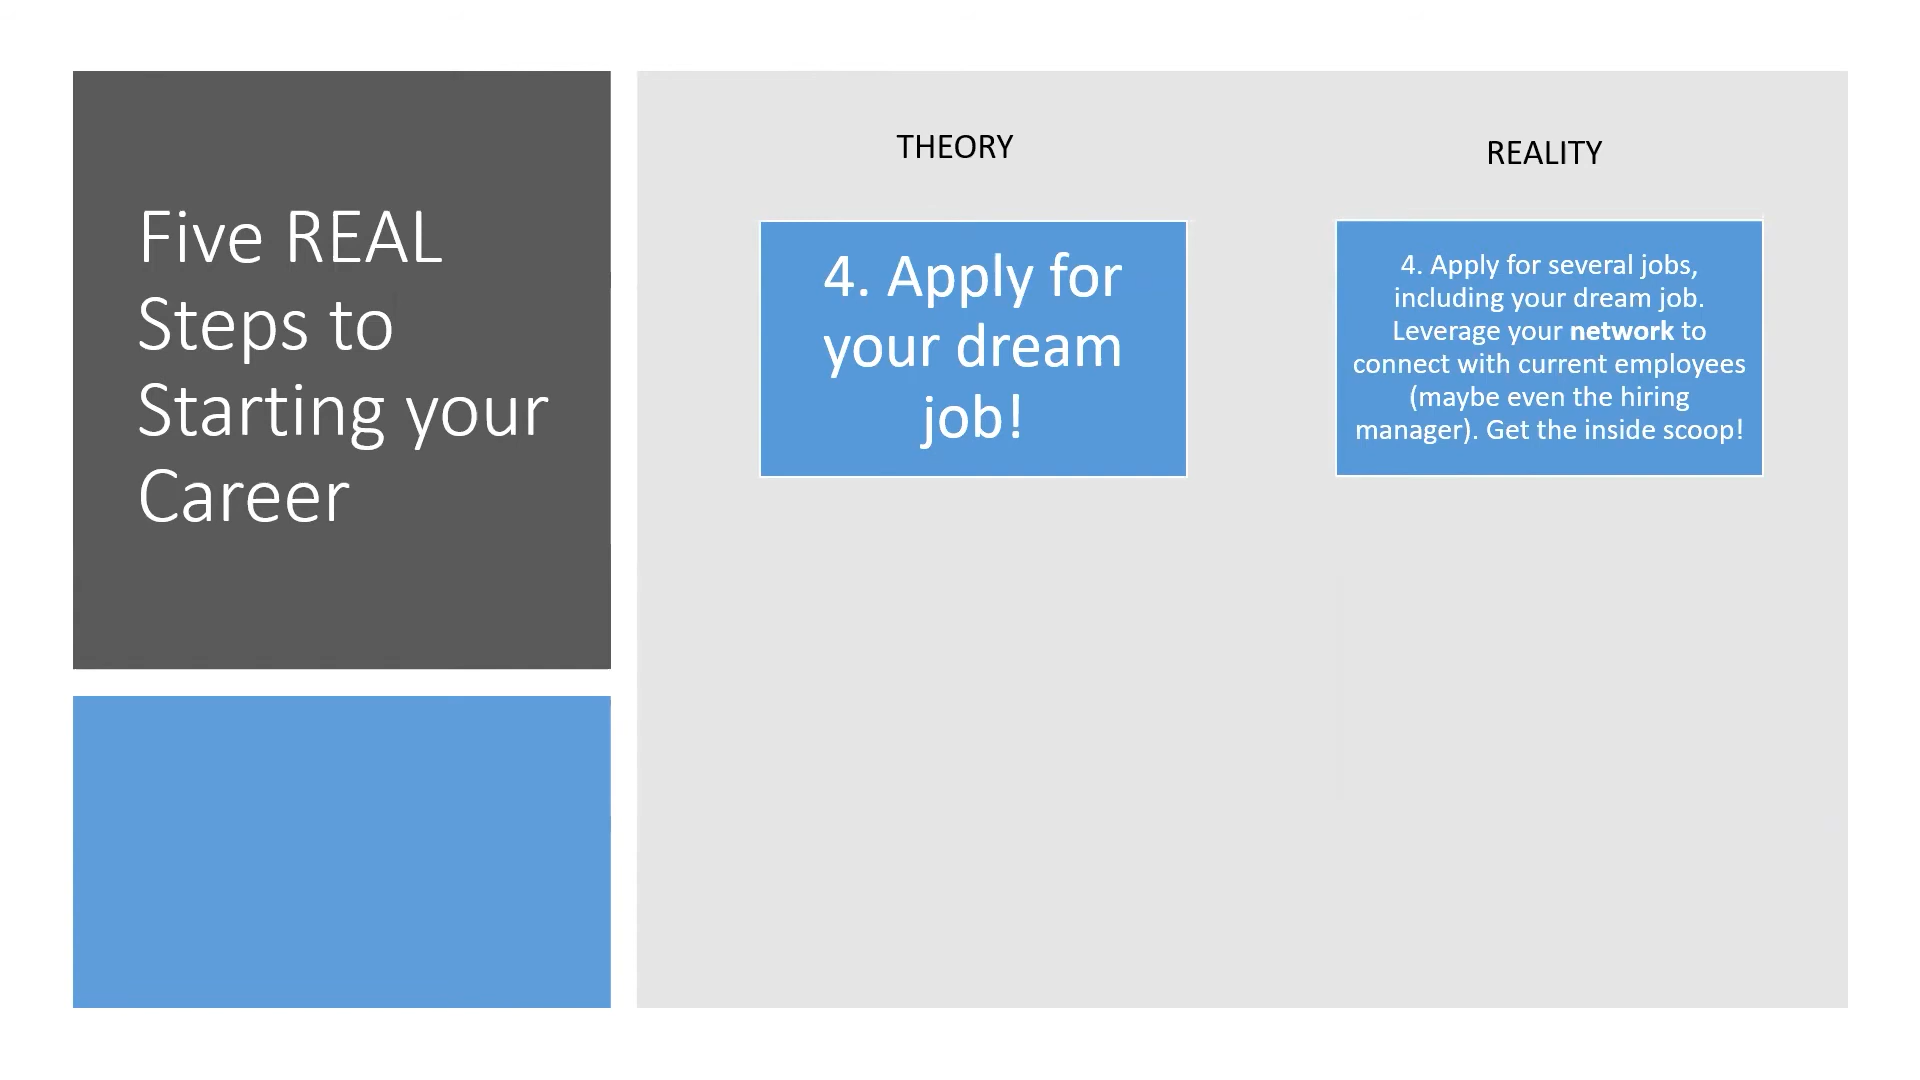 Five REAL
Steps to
Starting your
Career
THEORY
4. Apply for
your dream
job!
REALITY
4. Apply for several jobs,
including your dream job.
Leverage your network to
connect with current employees
(maybe even the hiring
manager). Get the inside scoop!